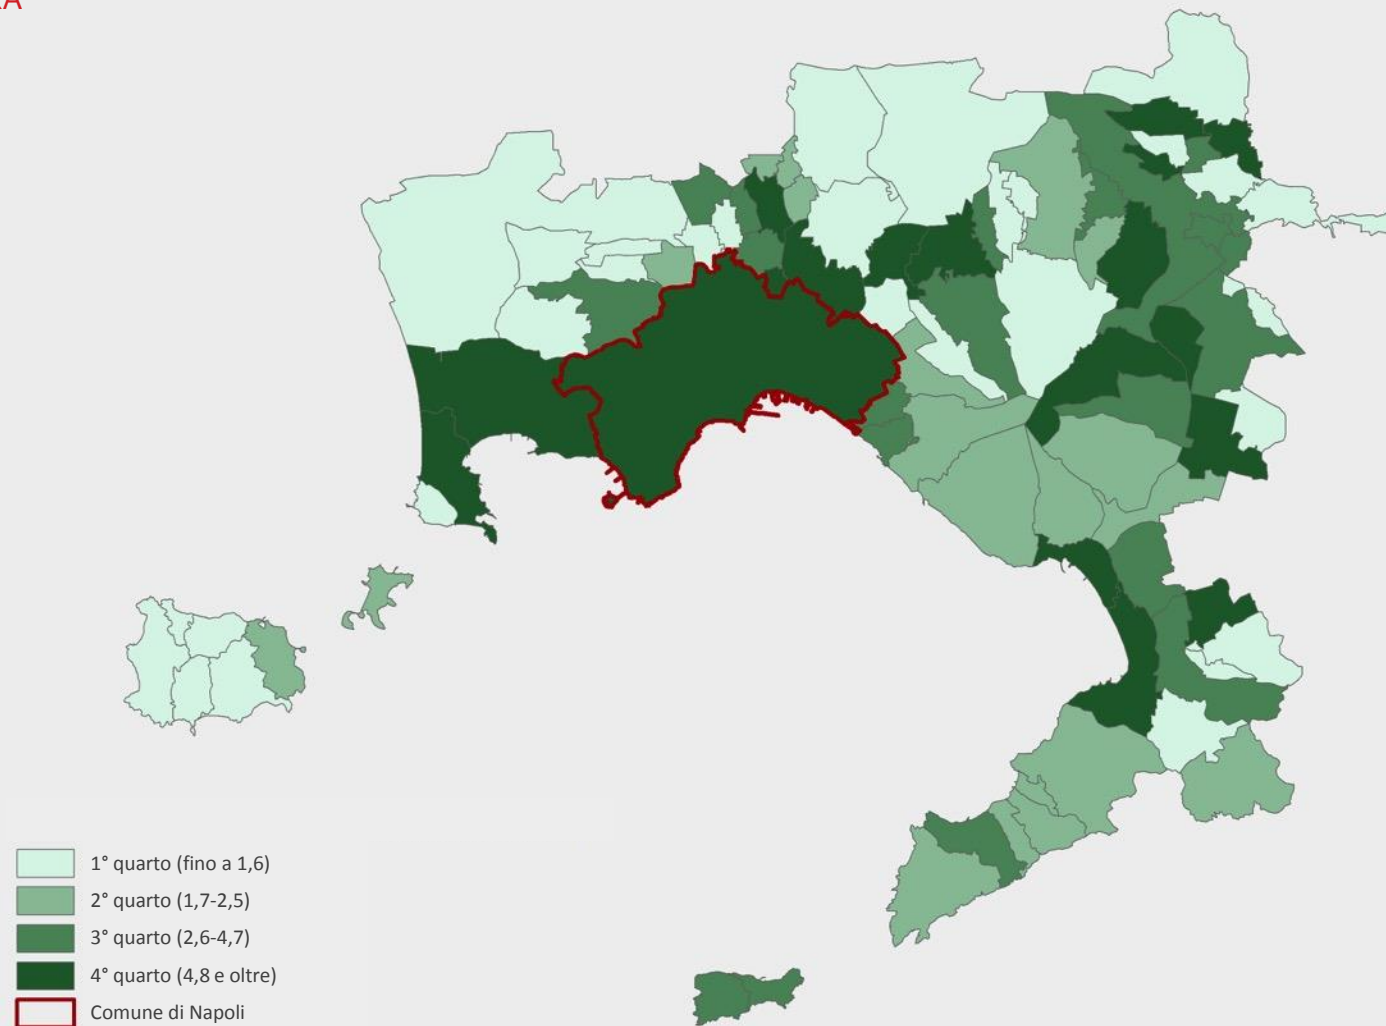 1° quarto (fino a 1,6)
2° quarto (1,7-2,5)
3° quarto (2,6-4,7)
4° quarto (4,8 e oltre)
Comune di Napoli